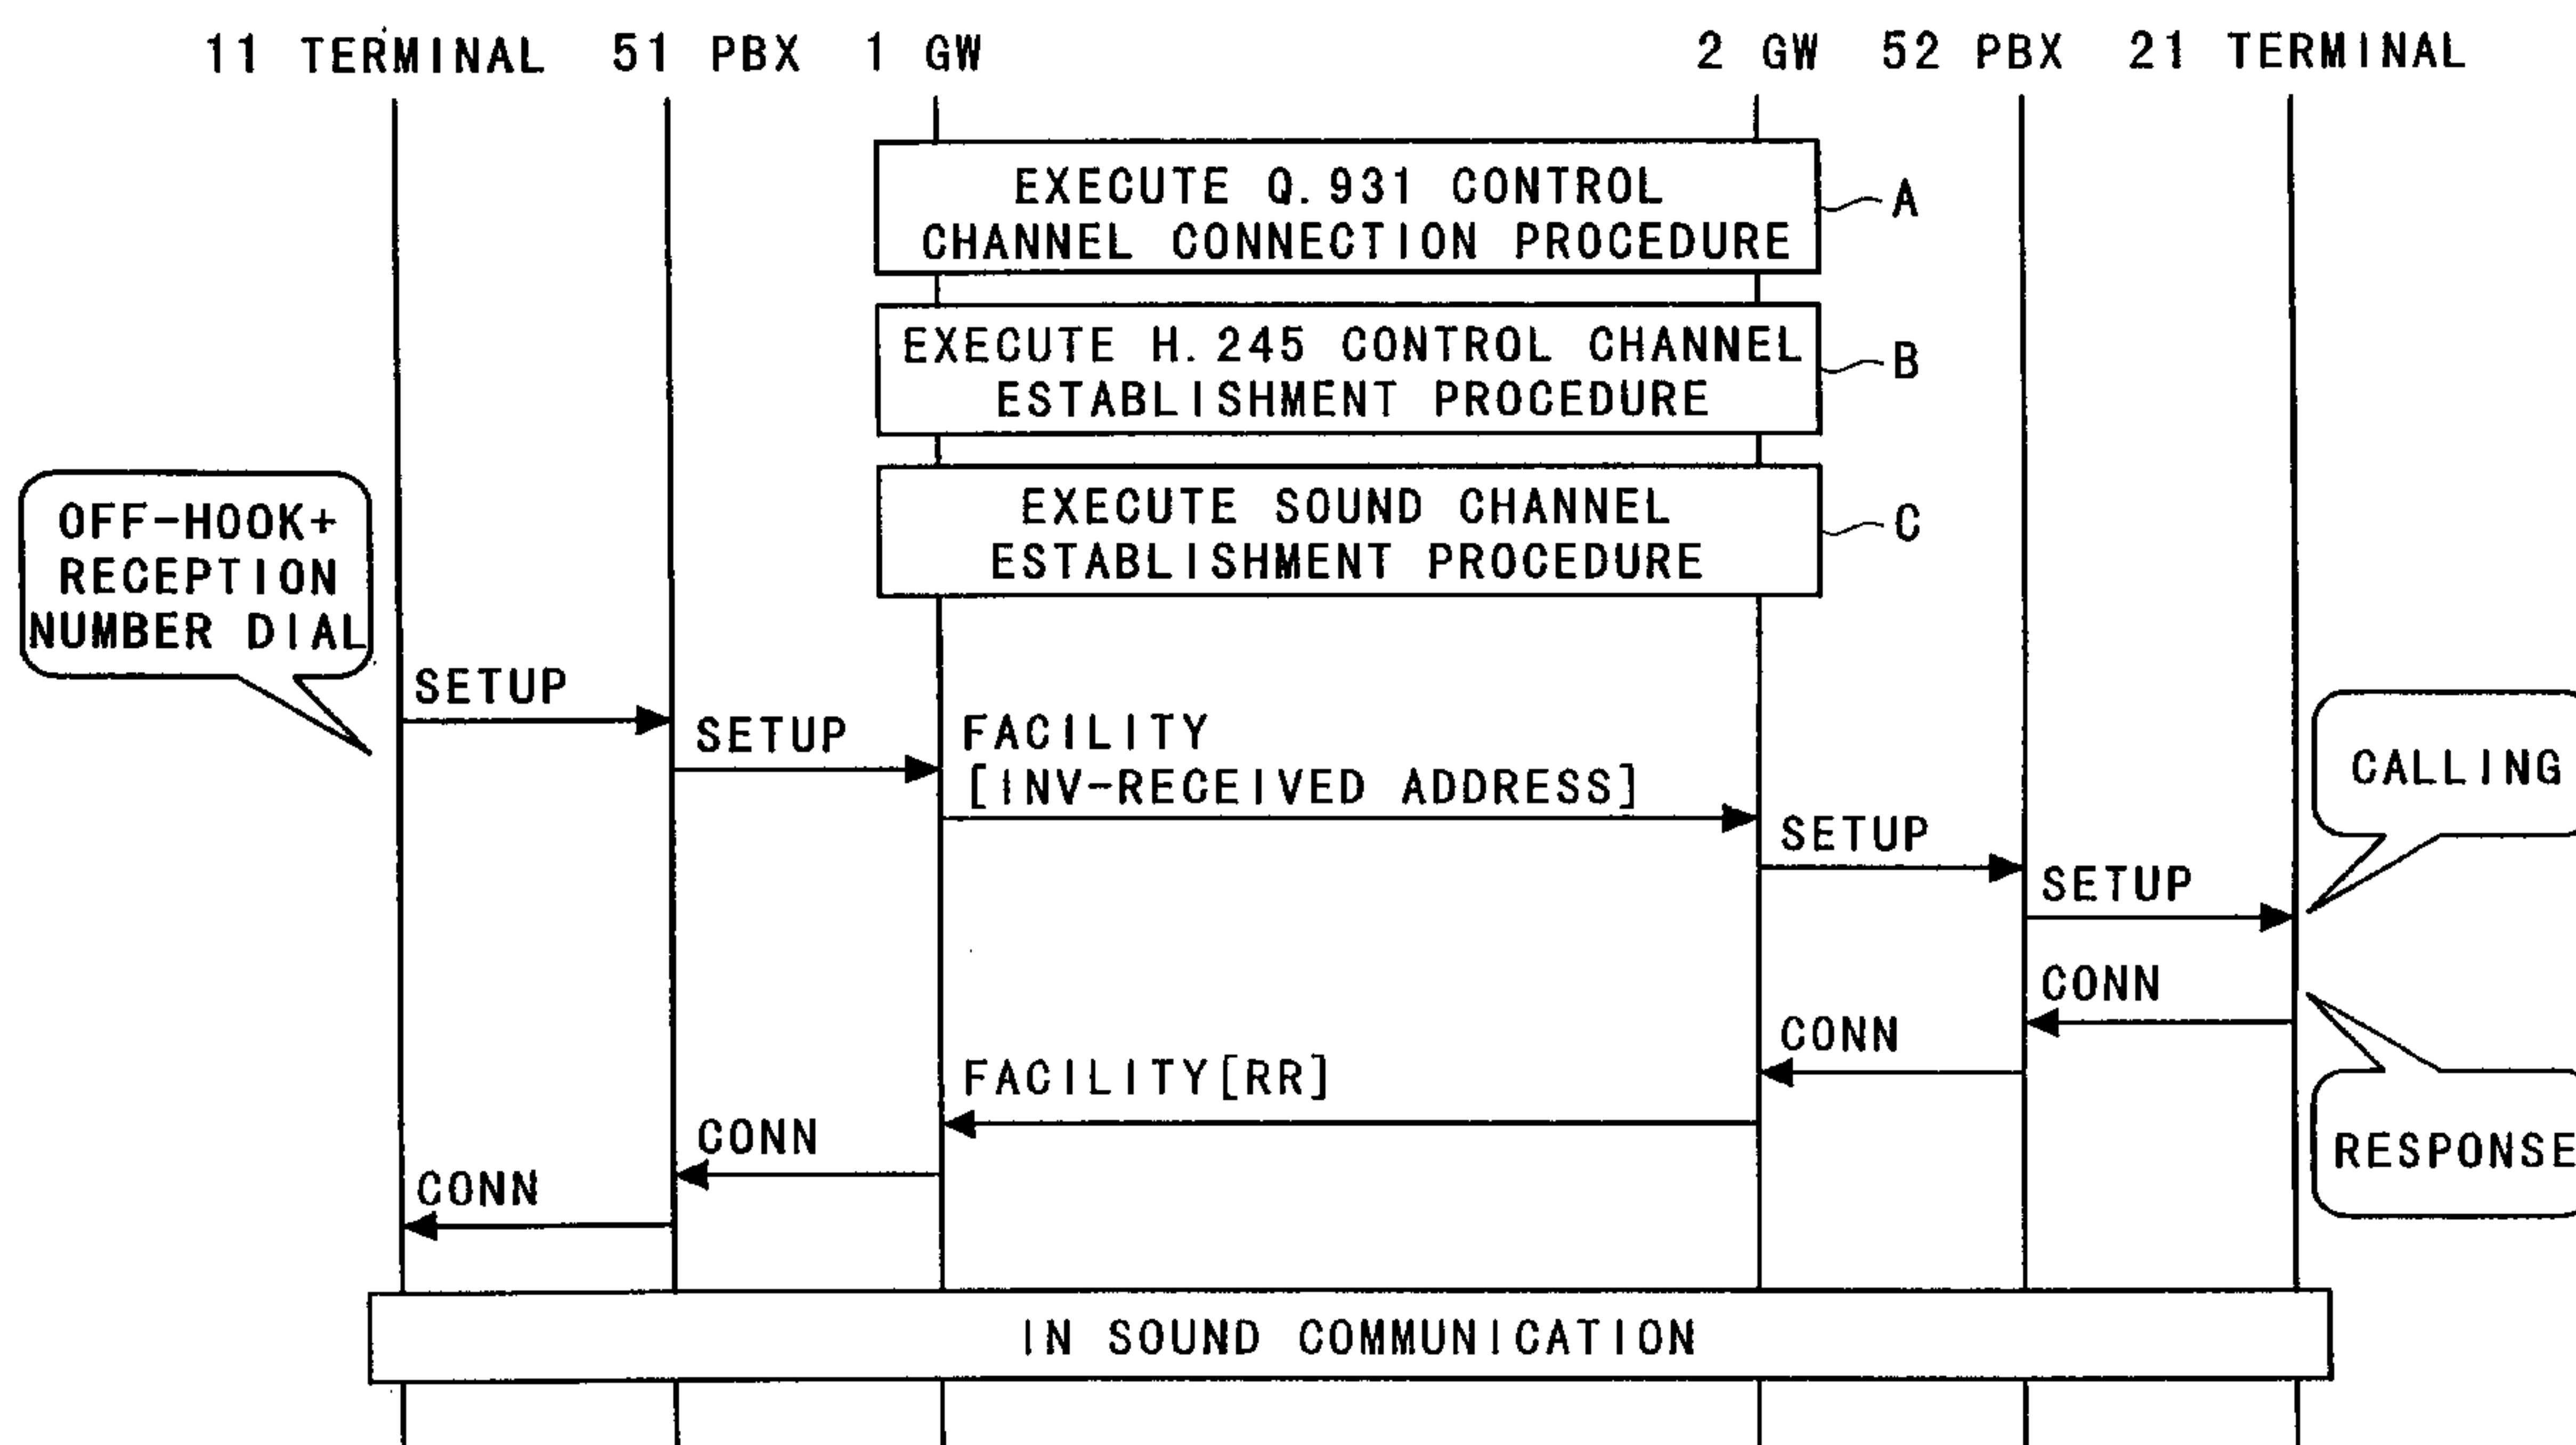 11 TERMINAL 51 PBX 1 GW 2 GW 52 PBX 21 TERMINAL
EXECUTE Q.931 CONTROL
CHANNEL CONNECTION PROCEDURE
A
EXECUTE H.245 CONTROL CHANNEL
ESTABLISHMENT PROCEDURE
B
EXECUTE SOUND CHANNEL
ESTABLISHMENT PROCEDURE
C
OFF-HOOK+
RECEPTION
NUMBER DIAL
SETUP
SETUP
FACILITY
[INV-RECEIVED ADDRESS]
SETUP
CALLING
SETUP
CONN
CONN
FACILITY[RR]
RESPONSE
CONN
CONN
IN SOUND COMMUNICATION